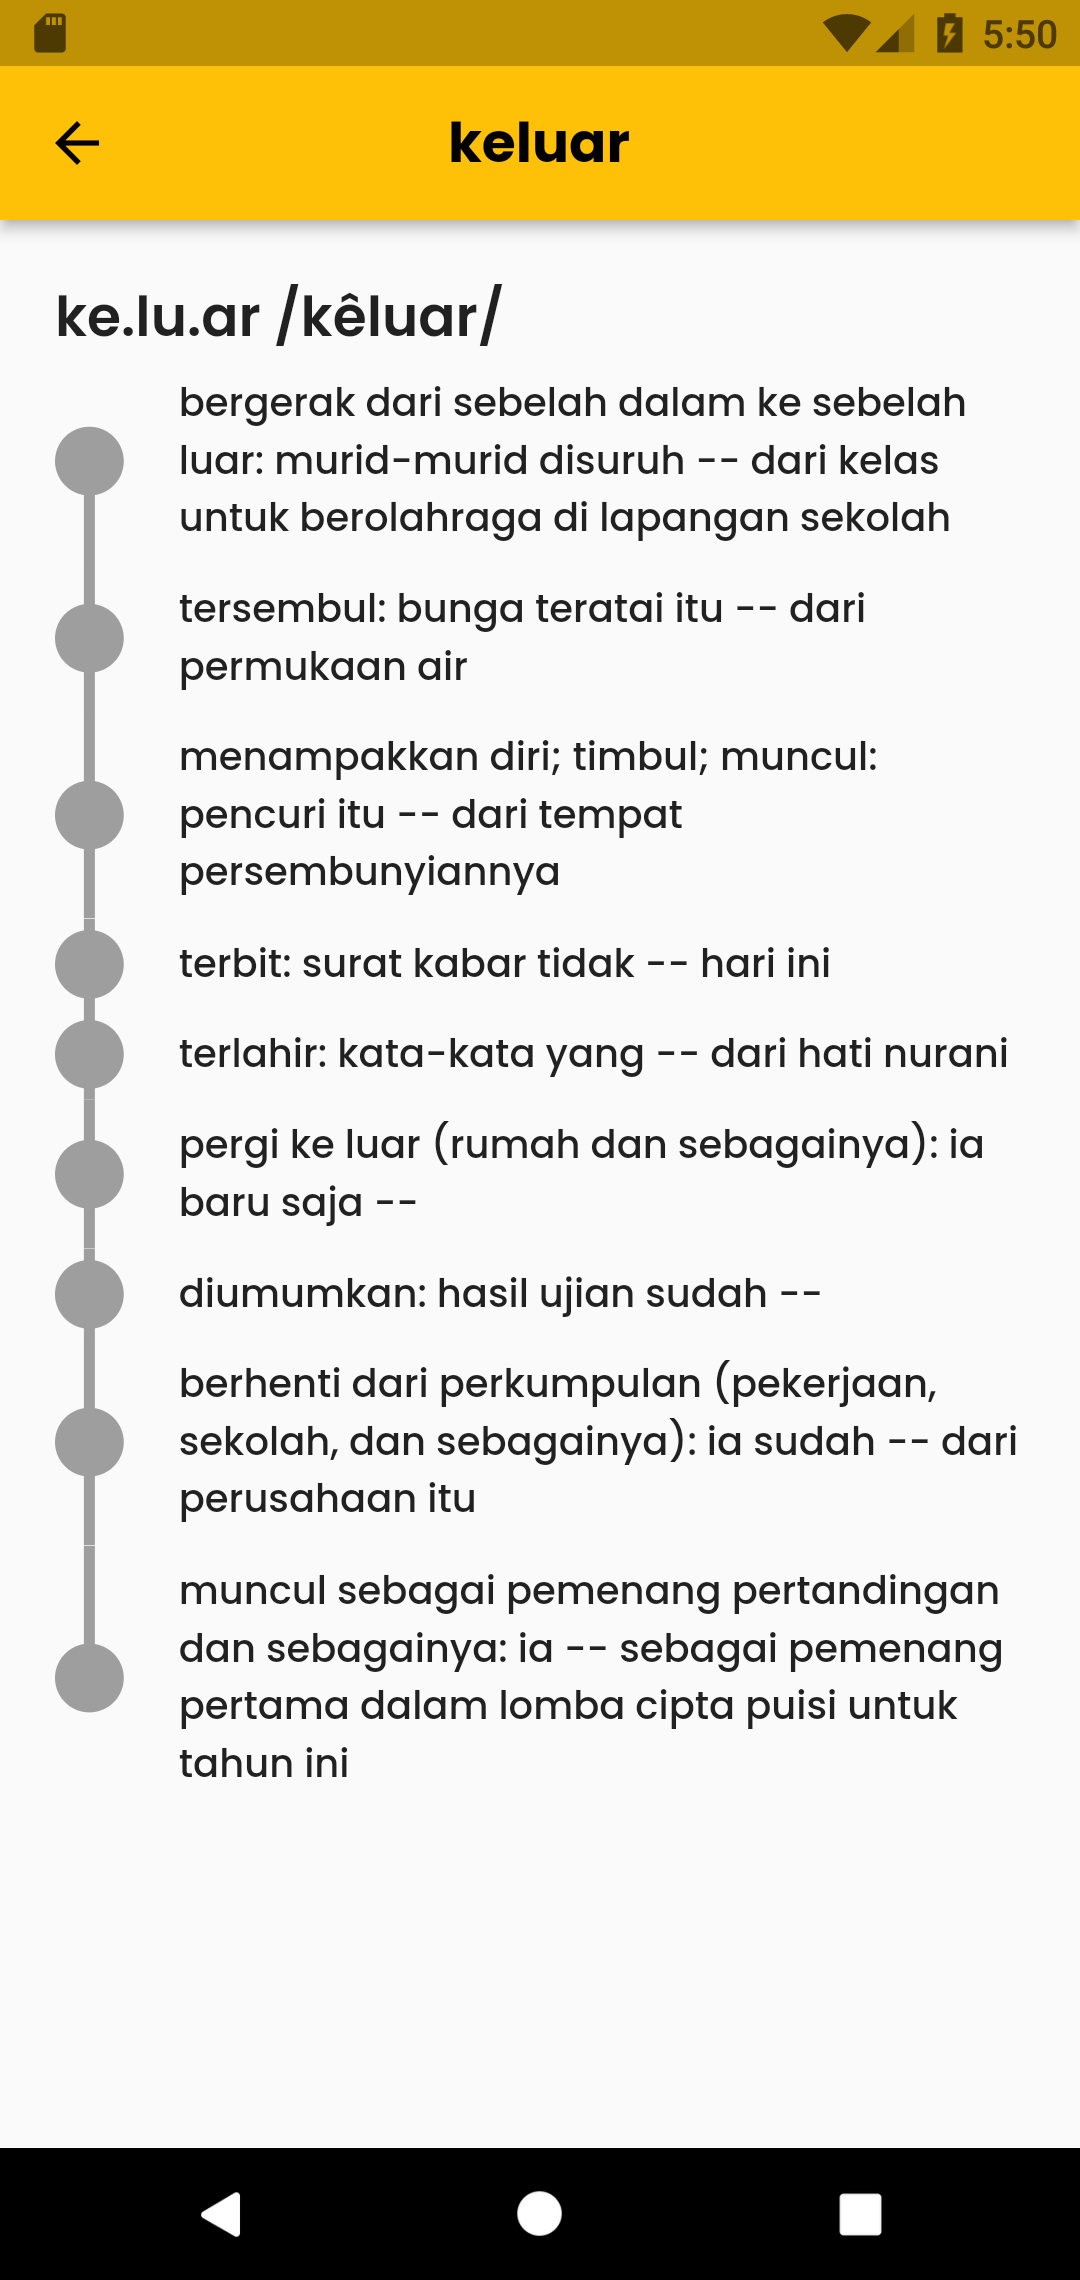 5:50
keluar
ke.lu.ar /kêluar/
bergerak dari sebelah dalam ke sebelah
luar: murid-murid disuruh -- dari kelas
untuk berolahraga di lapangan sekolah
tersembul: bunga teratai itu -- dari
permukaan air
menampakkan diri; timbul; muncul:
pencuri itu -- dari tempat
persembunyiannya
terbit: surat kabar tidak -- hari ini
terlahir: kata-kata yang -- dari hati nurani
pergi ke luar (rumah dan sebagainya): ia
baru saja --
diumumkan: hasil ujian sudah --
berhenti dari perkumpulan (pekerjaan,
sekolah, dan sebagainya): ia sudah -- dari
perusahaan itu
muncul sebagai pemenang pertandingan
dan sebagainya: ia -- sebagai pemenang
pertama dalam lomba cipta puisi untuk
tahun ini